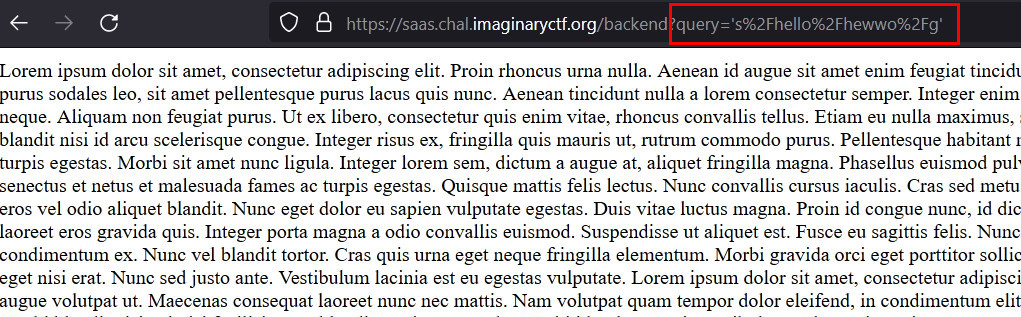 https://saas.chal.imaginaryctf.org/backend?query='s%2Fhello%2Fhewwo%2Fg'
Lorem ipsum dolor sit amet, consectetur adipiscing elit. Proin rhoncus urna nulla. Aenean id augue sit amet enim feugiat tincidu
purus sodales leo, sit amet pellentesque purus lacus quis nunc. Aenean tincidunt nulla a lorem consectetur semper. Integer enim
neque. Aliquam non feugiat purus. Ut ex libero, consectetur quis enim vitae, rhoncus convallis tellus. Etiam eu nulla maximus,
blandit nisi id arcu scelerisque congue. Integer risus ex, fringilla quis mauris ut, rutrum commodo purus. Pellentesque habitant
turpis egestas. Morbi sit amet nunc ligula. Integer lorem sem, dictum a augue at, aliquet fringilla magna. Phasellus euismod pulv
senectus et netus et malesuada fames ac turpis egestas. Quisque mattis felis lectus. Nunc convallis cursus iaculis. Cras sed metu
eros vel odio aliquet blandit. Nunc eget dolor eu sapien vulputate egestas. Duis vitae luctus magna. Proin id congue nunc, id dic
laoreet eros gravida quis. Integer porta magna a odio convallis euismod. Suspendisse ut aliquet est. Fusce eu sagittis felis. Nunc
condimentum ex. Nunc vel blandit tortor. Cras quis urna eget neque fringilla elementum. Morbi gravida orci eget porttitor sollic
eget nisi erat. Nunc sed justo ante. Vestibulum lacinia est eu egestas vulputate. Lorem ipsum dolor sit amet, consectetur adipisci
augue volutpat ut. Maecenas consequat laoreet nunc nec mattis. Nam volutpat quam tempor dolor eleifend, in condimentum elit